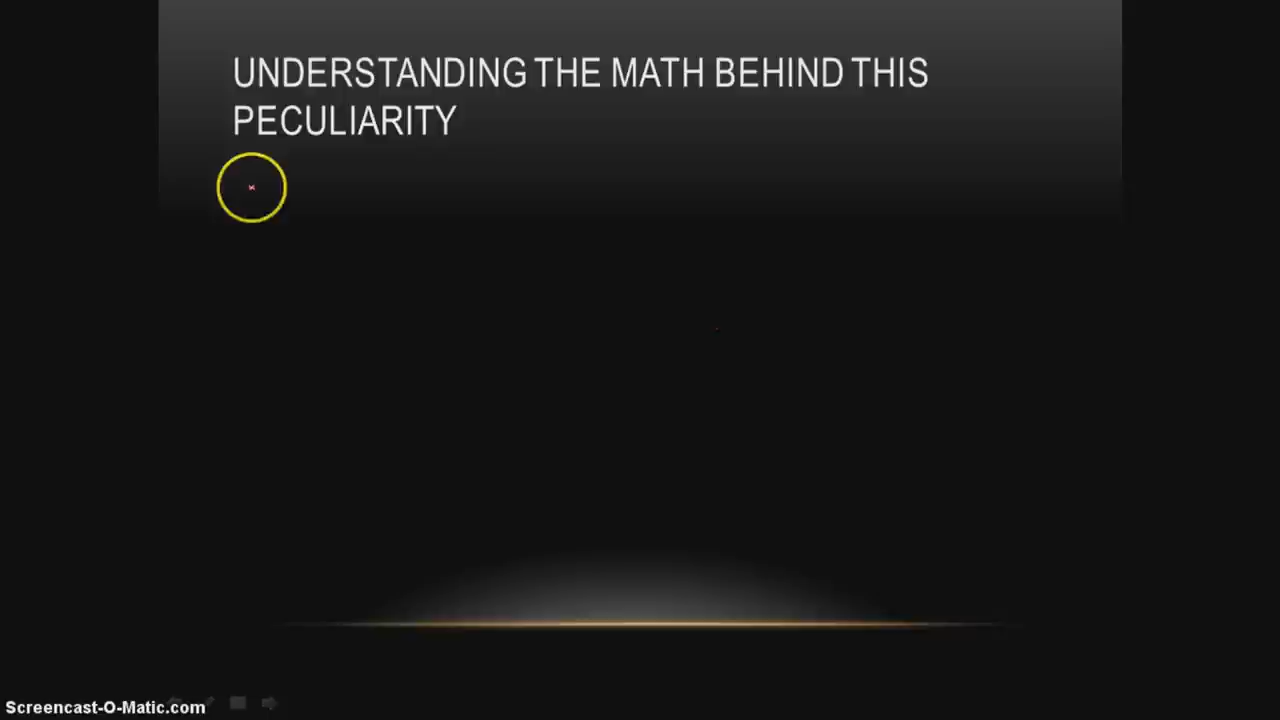 UNDERSTANDING THE MATH BEHIND THIS
PECULIARITY
Screencast-O-Matic.com